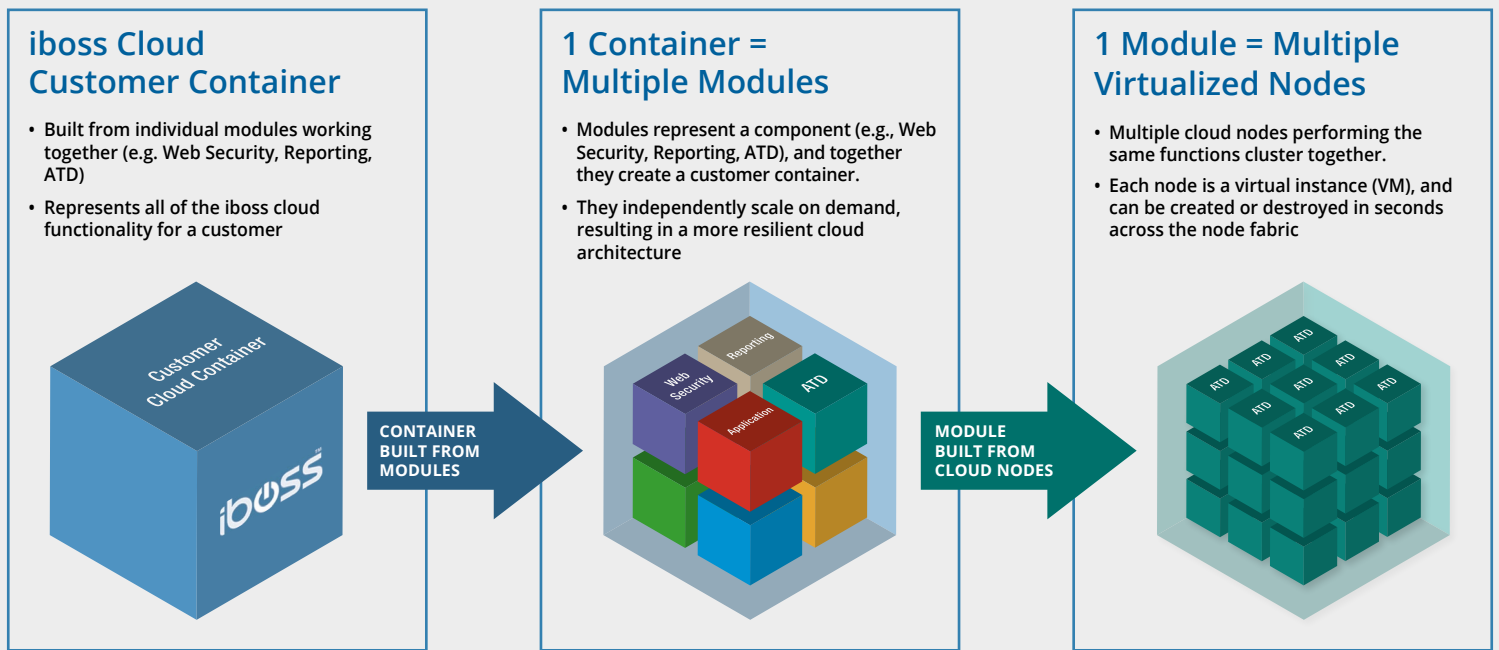 iboss Cloud
Customer Container
• Built from individual modules working
together (e.g. Web Security, Reporting,
ATD)
• Represents all of the iboss cloud
functionality for a customer
Customer
Cloud Container
iboss™
CONTAINER
BUILT FROM
MODULES
1 Container =
Multiple Modules
• Modules represent a component (e.g., Web
Security, Reporting, ATD), and together
they create a customer container.
• They independently scale on demand,
resulting in a more resilient cloud
architecture
Reporting
Web
Security
ATD
Application
MODULE
BUILT FROM
CLOUD NODES
1 Module = Multiple
Virtualized Nodes
• Multiple cloud nodes performing the
same functions cluster together.
• Each node is a virtual instance (VM), and
can be created or destroyed in seconds
across the node fabric
ATD
ATD
ATD
ATD
ATD
ATD
ATD
ATD
ATD